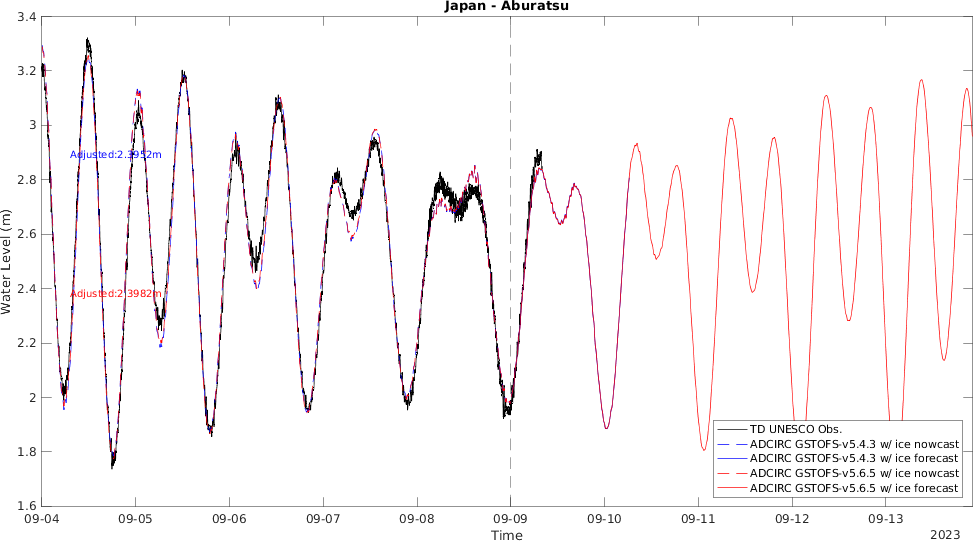 Japan - Aburatsu
3.4
3.2
3
2.8
2.6
2.4
2.2
2
1.8
1.6
Water Level (m)
Adjusted:2.3952m
Adjusted:2.3982m
TD UNESCO Obs.
ADCIRC GSTOFS-v5.4.3 w/ ice nowcast
ADCIRC GSTOFS-v5.4.3 w/ ice forecast
ADCIRC GSTOFS-v5.6.5 w/ ice nowcast
ADCIRC GSTOFS-v5.6.5 w/ ice forecast
09-04 09-05 09-06 09-07 09-08 09-09 09-10 09-11 09-12 09-13
Time
2023